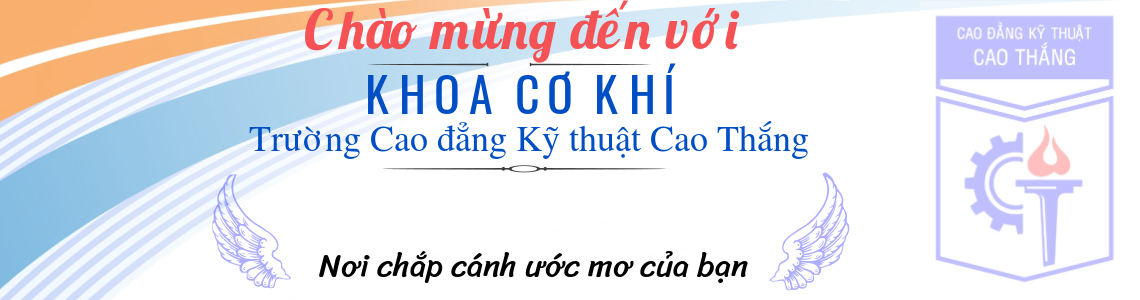 Chào mừng đến với
KHOA CƠ KHÍ
Trường Cao đẳng Kỹ thuật Cao Thắng
Nơi chắp cánh ước mơ của bạn
CAO ĐẲNG KỸ THUẬT
CAO THẮNG